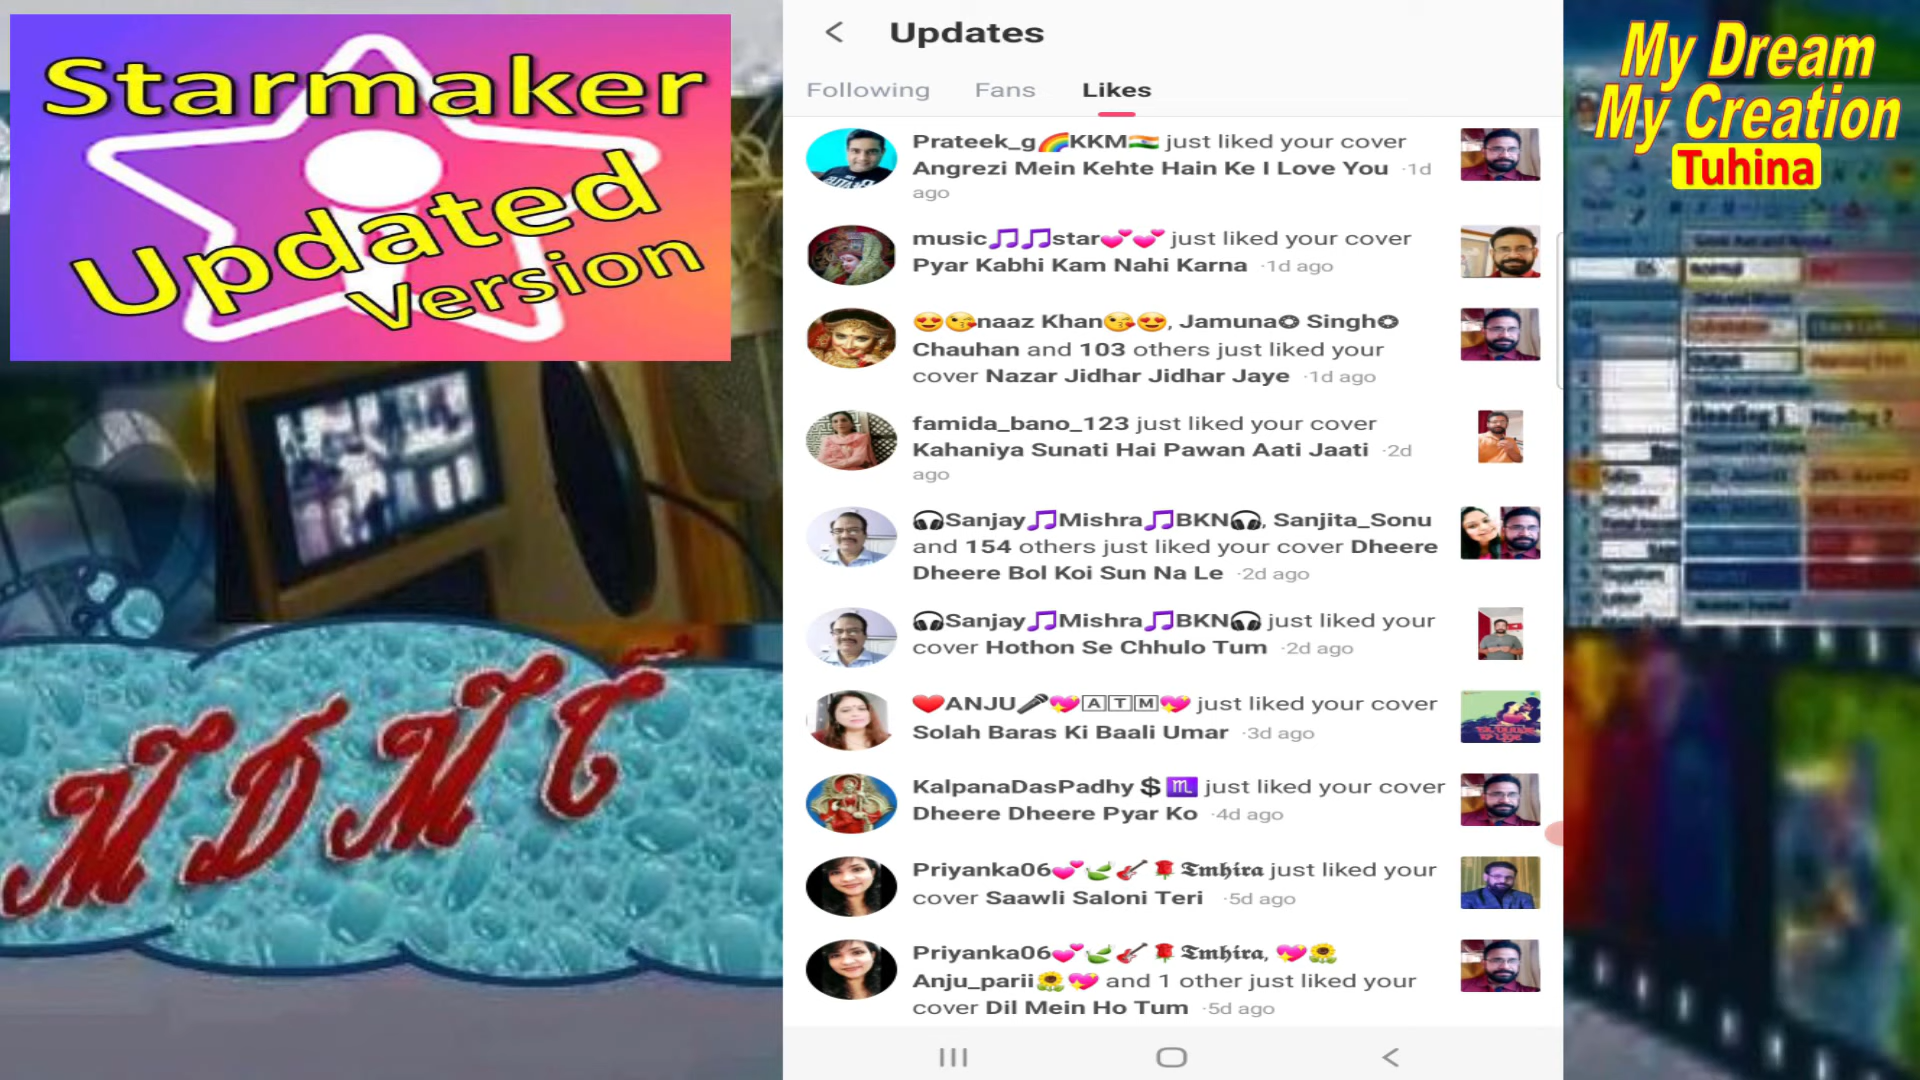 Starmaker
Updated
Version
MDMC
Updates
Following Fans Likes
Prateek_g🌈KKM🇮🇳 just liked your cover
Angrezi Mein Kehte Hain Ke I Love You ·1d
ago
music🎵🎵star💕💕 just liked your cover
Pyar Kabhi Kam Nahi Karna ·1d ago
😍😘naaz Khan😘😍, Jamuna✪ Singh✪
Chauhan and 103 others just liked your
cover Nazar Jidhar Jidhar Jaye ·1d ago
famida_bano_123 just liked your cover
Kahaniya Sunati Hai Pawan Aati Jaati ·2d
ago
🎧Sanjay🎵Mishra🎵BKN🎧, Sanjita_Sonu
and 154 others just liked your cover Dheere
Dheere Bol Koi Sun Na Le ·2d ago
🎧Sanjay🎵Mishra🎵BKN🎧 just liked your
cover Hothon Se Chhulo Tum ·2d ago
❤️ANJU🎤💖🄰🅃🄼💖 just liked your cover
Solah Baras Ki Baali Umar ·3d ago
KalpanaDasPadhy💲♏ just liked your cover
Dheere Dheere Pyar Ko ·4d ago
Priyanka06💕🍃🎸🌹𝕿𝖒𝖍𝖎𝖗𝖆 just liked your
cover Saawli Saloni Teri ·5d ago
Priyanka06💕🍃🎸🌹𝕿𝖒𝖍𝖎𝖗𝖆, 💖🌻
Anju_parii🌻💖 and 1 other just liked your
cover Dil Mein Ho Tum ·5d ago
My Dream
My Creation
Tuhina
Normal
Heading 1 Heading 2